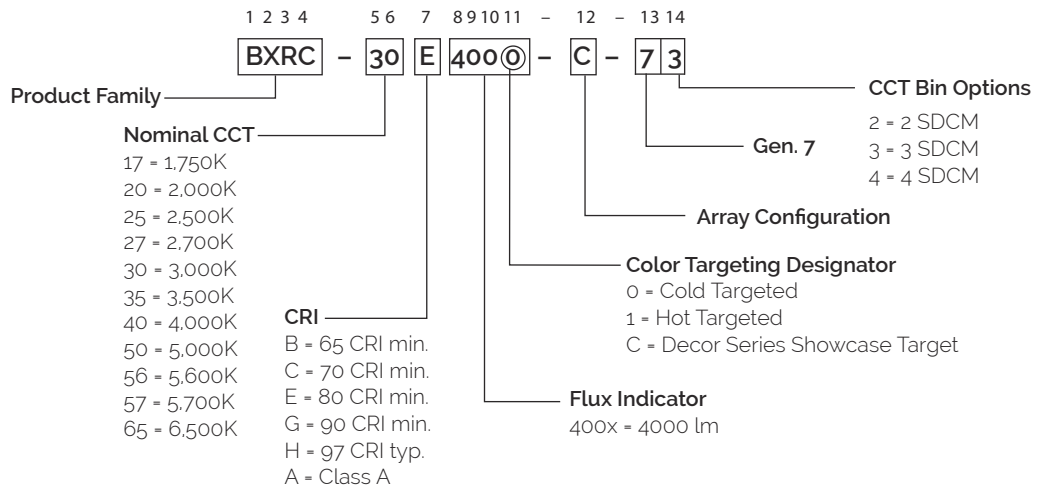 1 2 3 4 5 6 7 8 9 10 11 – 12 – 13 14
BXRC – 30 E 4000 – C – 7 3
Product Family
Nominal CCT
17 = 1,750K
20 = 2,000K
25 = 2,500K
27 = 2,700K
30 = 3,000K
35 = 3,500K
40 = 4,000K
50 = 5,000K
56 = 5,600K
57 = 5,700K
65 = 6,500K
CRI
B = 65 CRI min.
C = 70 CRI min.
E = 80 CRI min.
G = 90 CRI min.
H = 97 CRI typ.
A = Class A
Flux Indicator
400x = 4000 lm
Color Targeting Designator
0 = Cold Targeted
1 = Hot Targeted
C = Decor Series Showcase Target
Array Configuration
Gen. 7
CCT Bin Options
2 = 2 SDCM
3 = 3 SDCM
4 = 4 SDCM